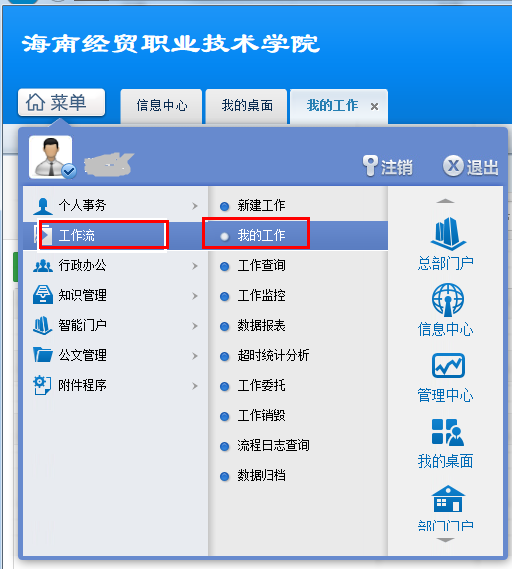 海南经贸职业技术学院
菜单
信息中心
我的桌面
我的工作
注销
退出
个人事务
工作流
行政办公
知识管理
智能门户
公文管理
附件程序
新建工作
我的工作
工作查询
工作监控
数据报表
超时统计分析
工作委托
工作销毁
流程日志查询
数据归档
总部门户
信息中心
管理中心
我的桌面
部门门户